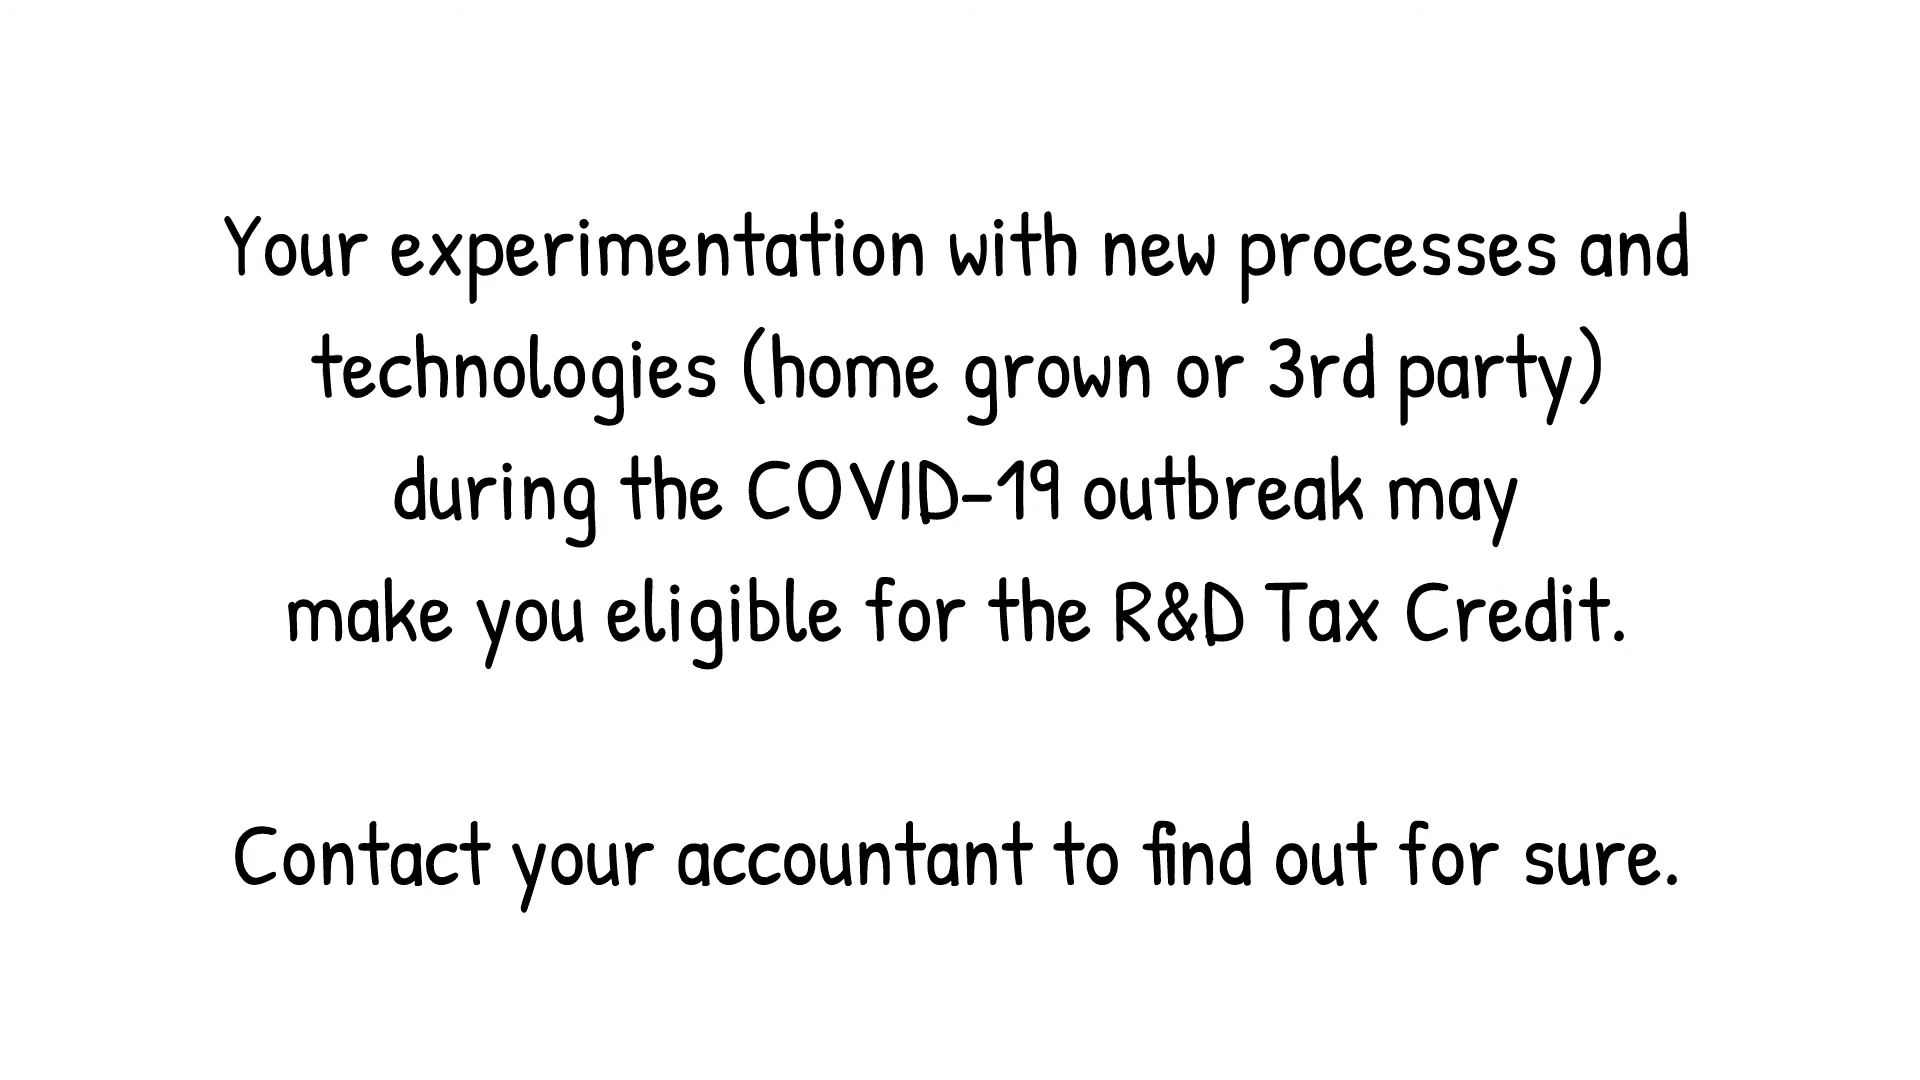 Your experimentation with new processes and
technologies (home grown or 3rd party)
during the COVID-19 outbreak may
make you eligible for the R&D Tax Credit.
Contact your accountant to find out for sure.